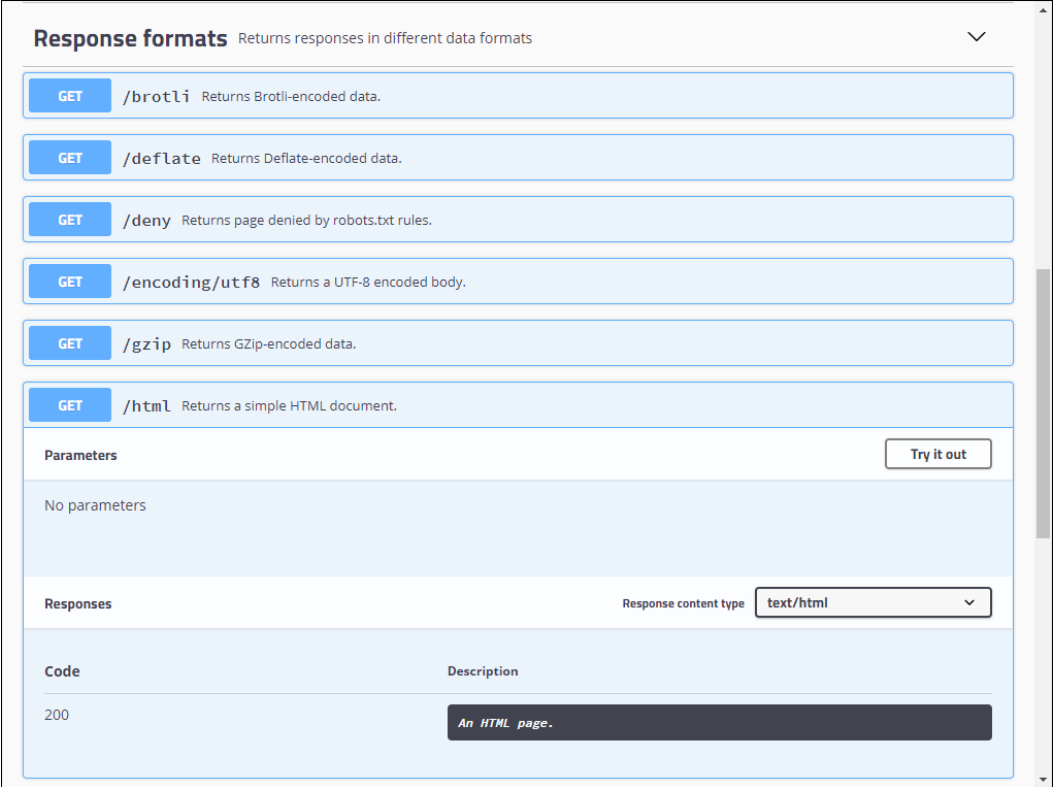 Response formats Returns responses in different data formats
GET /brotli Returns Brotli-encoded data.
GET /deflate Returns Deflate-encoded data.
GET /deny Returns page denied by robots.txt rules.
GET /encoding/utf8 Returns a UTF-8 encoded body.
GET /gzip Returns GZip-encoded data.
GET /html Returns a simple HTML document.
Parameters Try it out
No parameters
Responses Response content type text/html
Code Description
200 An HTML page.